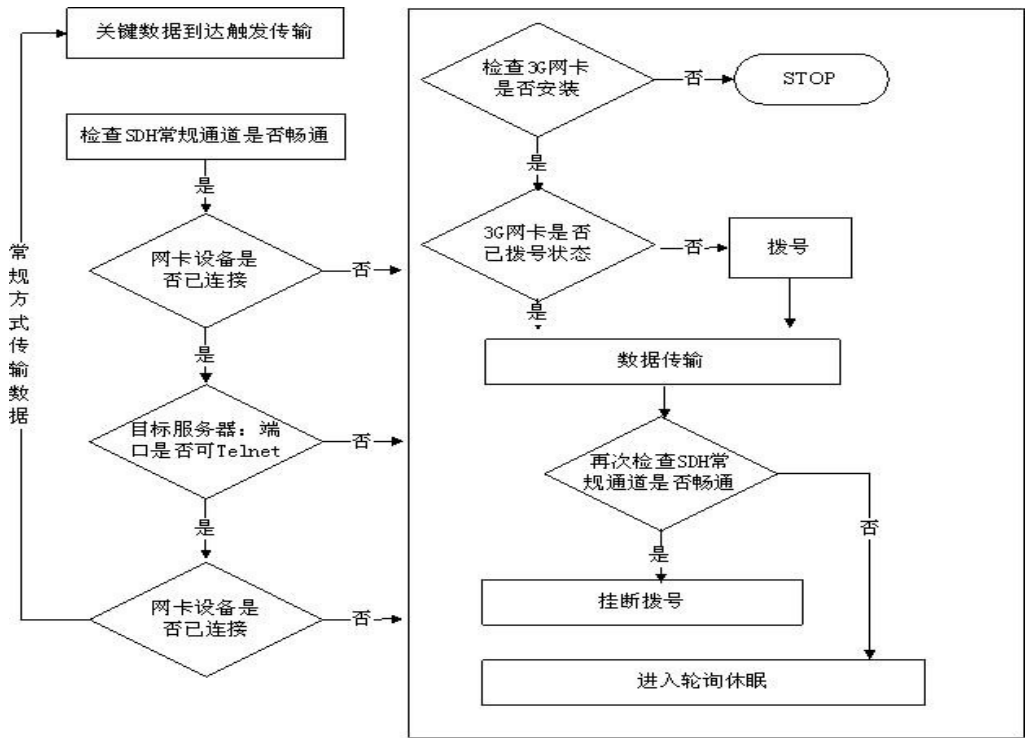 关键数据到达触发传输
检查SDH常规通道是否畅通
是
网卡设备是
否已连接
否
是
目标服务器：端
口是否可Telnet
否
是
网卡设备是
否已连接
否
常规方式传输数据
检查3G网卡
是否安装
否
STOP
是
3G网卡是否
已拨号状态
否
拨号
是
数据传输
再次检查SDH常
规通道是否畅通
否
是
挂断拨号
进入轮询休眠